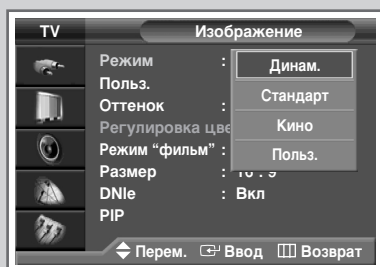 TV Изображение
Режим : Динам.
Польз. Стандарт
Оттенок :
Регулировка цве Кино
Режим “фильм” : Польз.
Размер : 16 : 9
DNIe : Вкл
PIP
Перем. Ввод Возврат